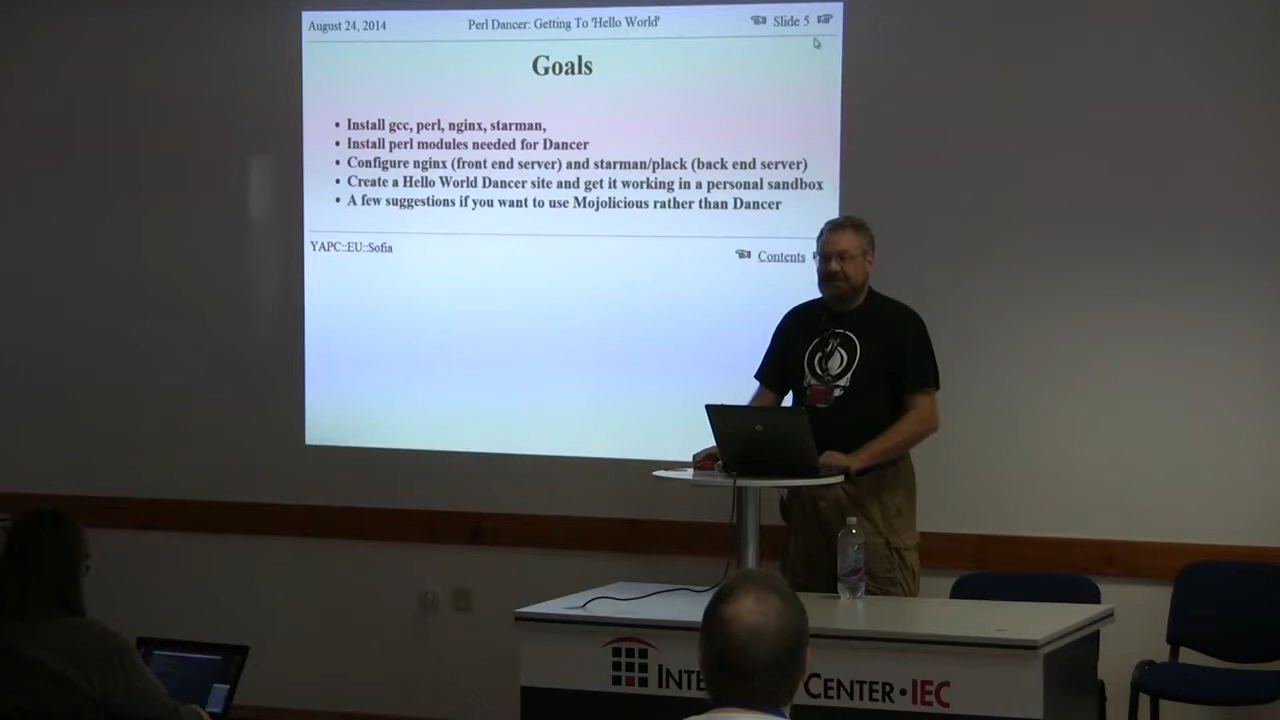 August 24, 2014
Perl Dancer: Getting To 'Hello World'
Slide 5
Goals
• Install gcc, perl, nginx, starman,
• Install perl modules needed for Dancer
• Configure nginx (front end server) and starman/plack (back end server)
• Create a Hello World Dancer site and get it working in a personal sandbox
• A few suggestions if you want to use Mojolicious rather than Dancer
YAPC::EU::Sofia
Contents
CENTER · IEC